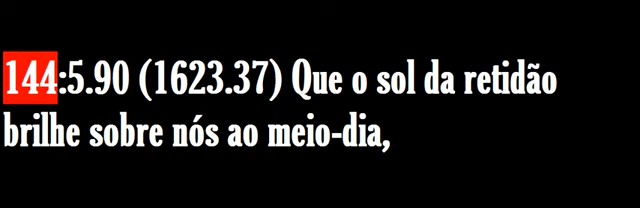 144:5.90 (1623.37) Que o sol da retidão
brilhe sobre nós ao meio-dia,